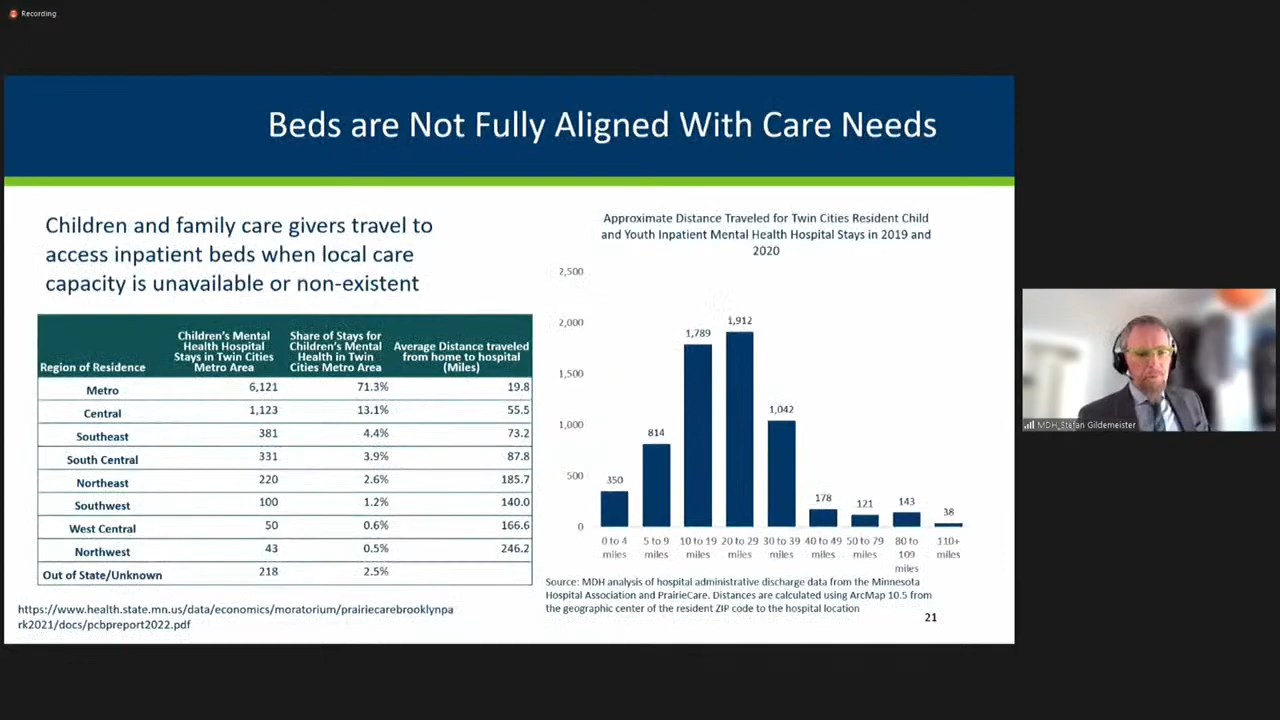 Recording
Beds are Not Fully Aligned With Care Needs
Children and family care givers travel to
access inpatient beds when local care
capacity is unavailable or non-existent
Region of Residence
Children's Mental
Health Hospital
Stays in Twin Cities
Metro Area
Share of Stays for
Children's Mental
Health in Twin
Cities Metro Area
Average Distance traveled
from home to hospital
(Miles)
Metro 6,121 71.3% 19.8
Central 1,123 13.1% 55.5
Southeast 381 4.4% 73.2
South Central 331 3.9% 87.8
Northeast 220 2.6% 185.7
Southwest 100 1.2% 140.0
West Central 50 0.6% 166.6
Northwest 43 0.5% 246.2
Out of State/Unknown 218 2.5%
https://www.health.state.mn.us/data/economics/moratorium/prairiecarebrooklynpa
rk2021/docs/pcbpreport2022.pdf
Approximate Distance Traveled for Twin Cities Resident Child
and Youth Inpatient Mental Health Hospital Stays in 2019 and
2020
2,500
2,000
1,500
1,000
500
0
350
814
1,789
1,912
1,042
178
121
143
38
0 to 4
miles
5 to 9
miles
10 to 19
miles
20 to 29
miles
30 to 39
miles
40 to 49
miles
50 to 79
miles
80 to
109
miles
110+
miles
Source: MDH analysis of hospital administrative discharge data from the Minnesota
Hospital Association and PrairieCare. Distances are calculated using ArcMap 10.5 from
the geographic center of the resident ZIP code to the hospital location
21
MDH_Stefan Gildemeister